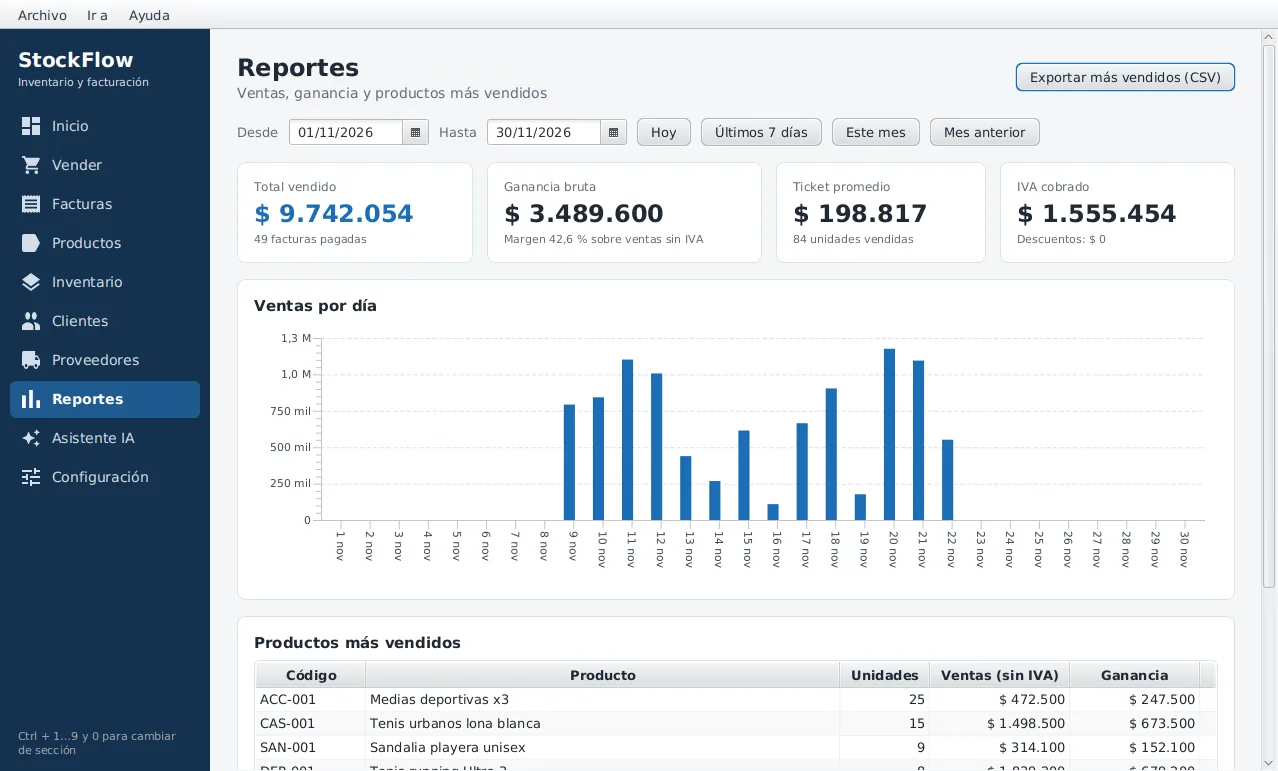 Archivo Ir a Ayuda
StockFlow
Inventario y facturación
Inicio
Vender
Facturas
Productos
Inventario
Clientes
Proveedores
Reportes
Asistente IA
Configuración
Ctrl + 1...9 y 0 para cambiar
de sección
Reportes
Ventas, ganancia y productos más vendidos
Exportar más vendidos (CSV)
Desde 01/11/2026 Hasta 30/11/2026 Hoy Últimos 7 días Este mes Mes anterior
Total vendido
$ 9.742.054
49 facturas pagadas
Ganancia bruta
$ 3.489.600
Margen 42,6 % sobre ventas sin IVA
Ticket promedio
$ 198.817
84 unidades vendidas
IVA cobrado
$ 1.555.454
Descuentos: $ 0
Ventas por día
1,3 M
1,0 M
750 mil
500 mil
250 mil
0
1 nov 2 nov 3 nov 4 nov 5 nov 6 nov 7 nov 8 nov 9 nov 10 nov 11 nov 12 nov 13 nov 14 nov 15 nov 16 nov 17 nov 18 nov 19 nov 20 nov 21 nov 22 nov 23 nov 24 nov 25 nov 26 nov 27 nov 28 nov 29 nov 30 nov
Productos más vendidos
Código Producto Unidades Ventas (sin IVA) Ganancia
ACC-001 Medias deportivas x3 25 $ 472.500 $ 247.500
CAS-001 Tenis urbanos lona blanca 15 $ 1.498.500 $ 673.500
SAN-001 Sandalia playera unisex 9 $ 314.100 $ 152.100